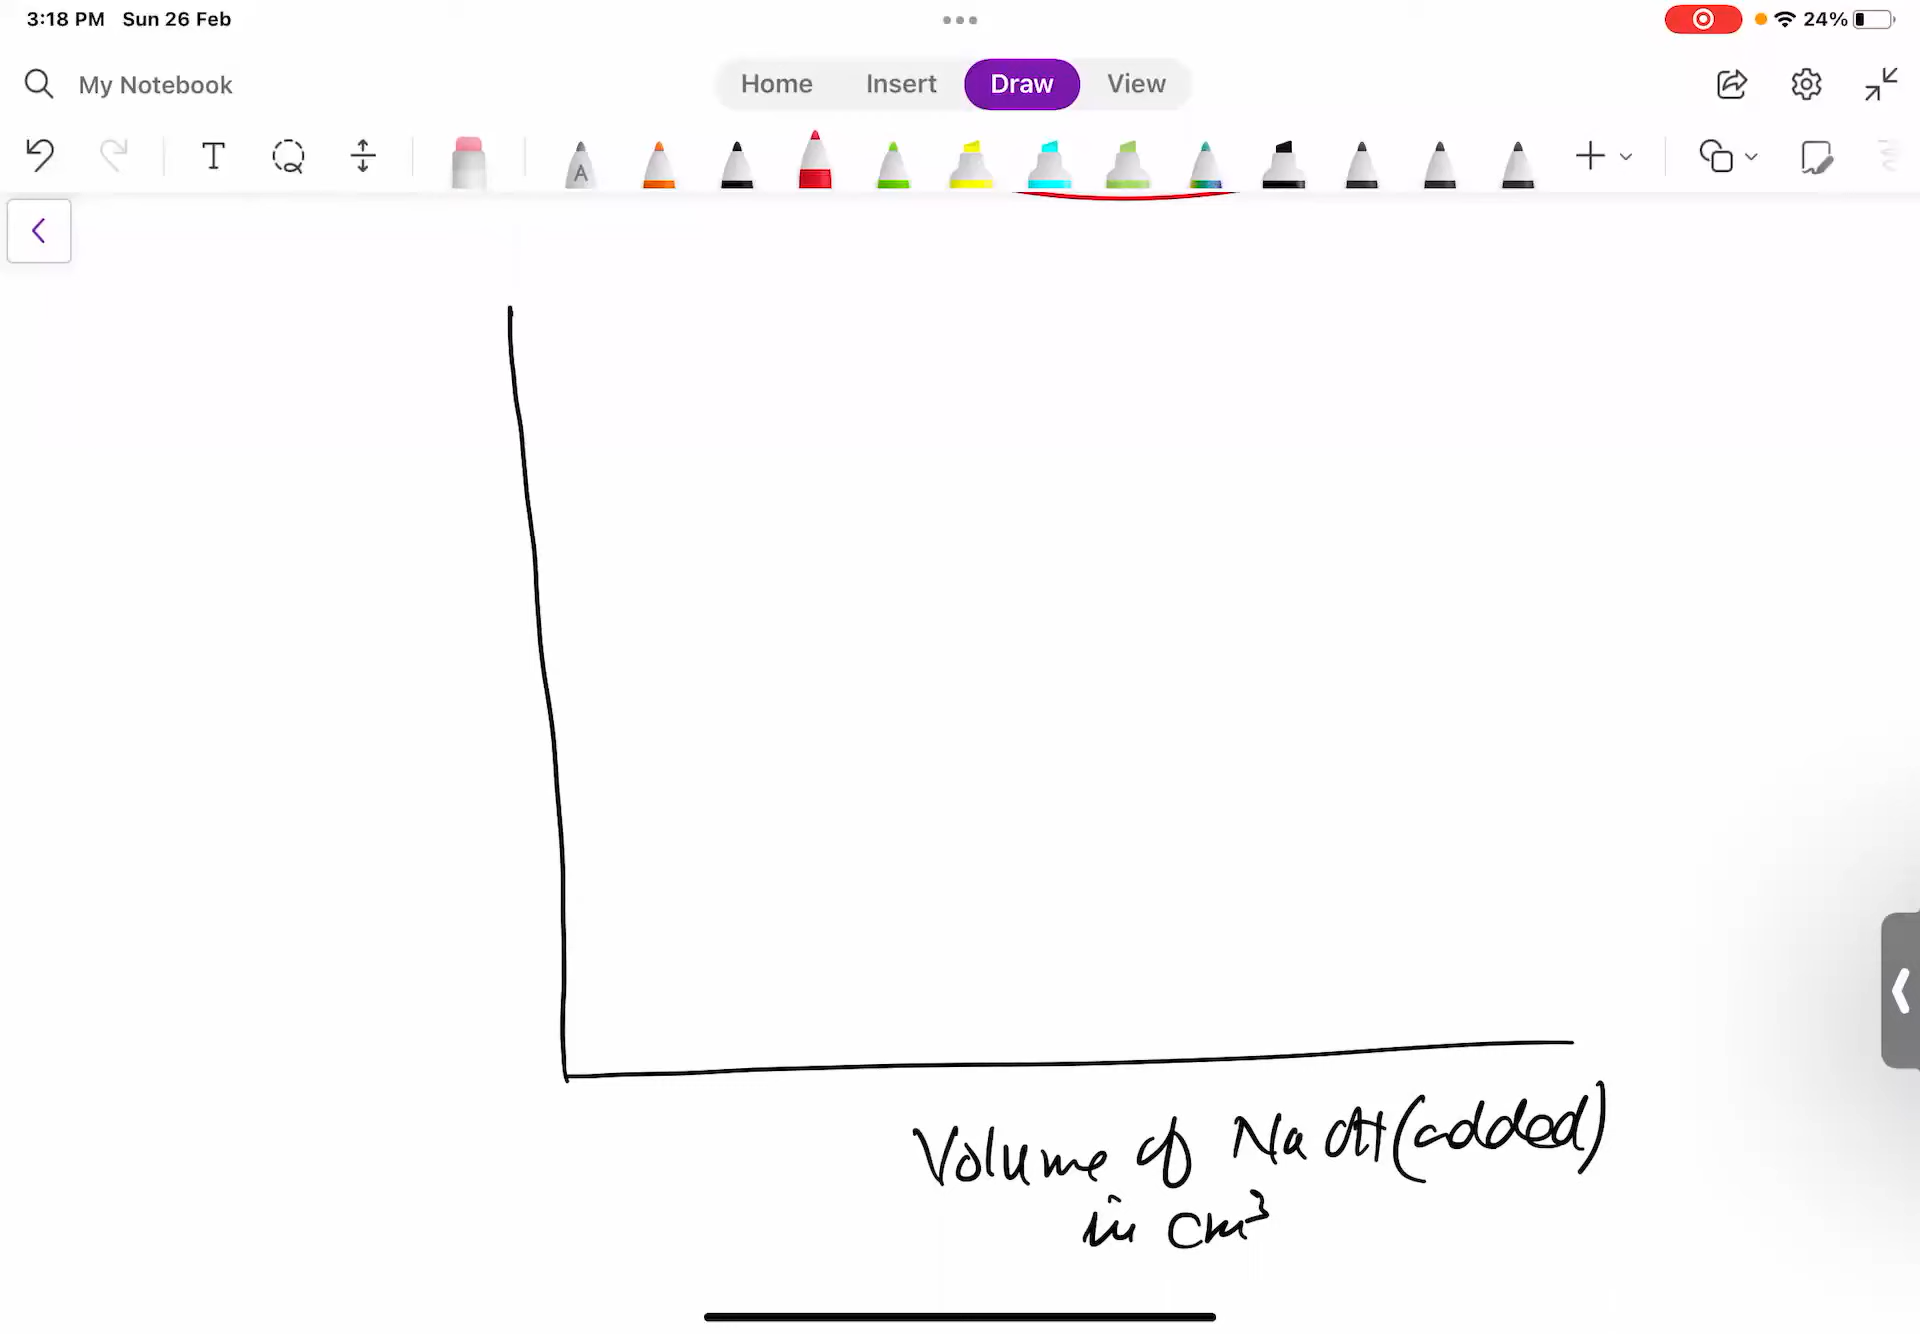 3:18 PM Sun 26 Feb
24%
My Notebook
Home Insert Draw View
T
A
Volume of NaOH (added)
in cm³